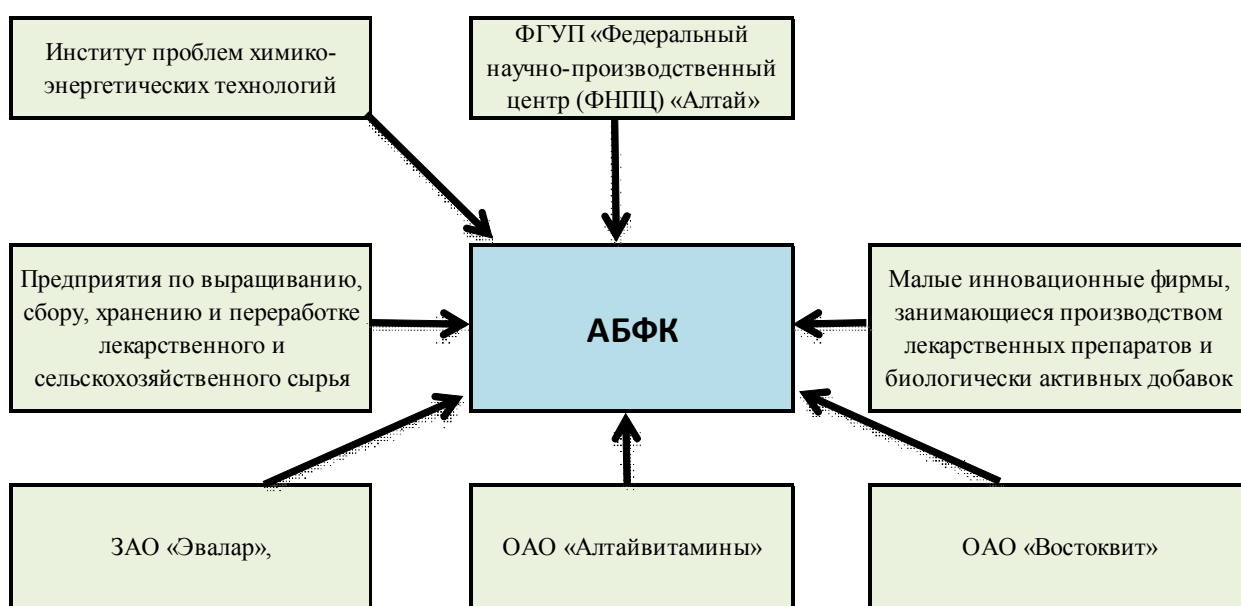 Институт проблем химико-
энергетических технологий
ФГУП «Федеральный
научно-производственный
центр (ФНПЦ) «Алтай»
Предприятия по выращиванию,
сбору, хранению и переработке
лекарственного и
сельскохозяйственного сырья
АБФК
Малые инновационные фирмы,
занимающиеся производством
лекарственных препаратов и
биологически активных добавок
ЗАО «Эвалар»,
ОАО «Алтайвитамины»
ОАО «Востоквит»